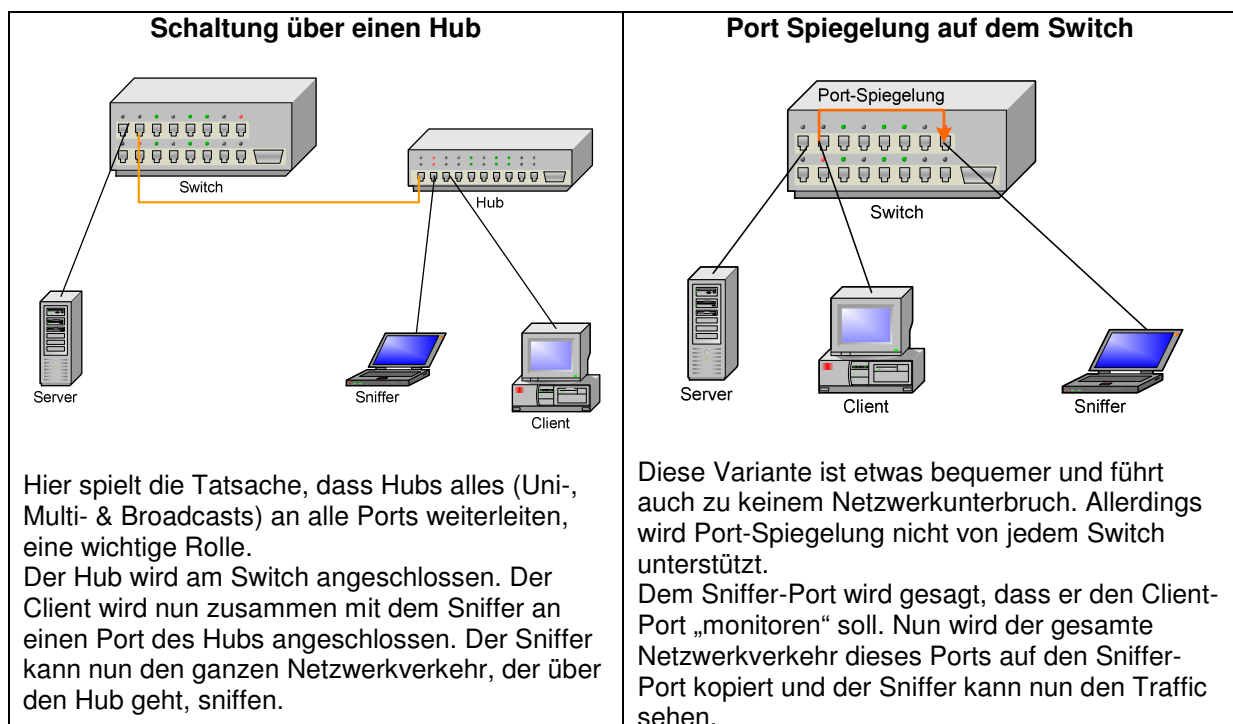 Schaltung über einen Hub
Switch
Hub
Server
Sniffer
Client
Hier spielt die Tatsache, dass Hubs alles (Uni-,
Multi- & Broadcasts) an alle Ports weiterleiten,
eine wichtige Rolle.
Der Hub wird am Switch angeschlossen. Der
Client wird nun zusammen mit dem Sniffer an
einen Port des Hubs angeschlossen. Der Sniffer
kann nun den ganzen Netzwerkverkehr, der über
den Hub geht, sniffen.
Port Spiegelung auf dem Switch
Port-Spiegelung
Switch
Server
Client
Sniffer
Diese Variante ist etwas bequemer und führt
auch zu keinem Netzwerkunterbruch. Allerdings
wird Port-Spiegelung nicht von jedem Switch
unterstützt.
Dem Sniffer-Port wird gesagt, dass er den Client-
Port „monitoren“ soll. Nun wird der gesamte
Netzwerkverkehr dieses Ports auf den Sniffer-
Port kopiert und der Sniffer kann nun den Traffic
sehen.